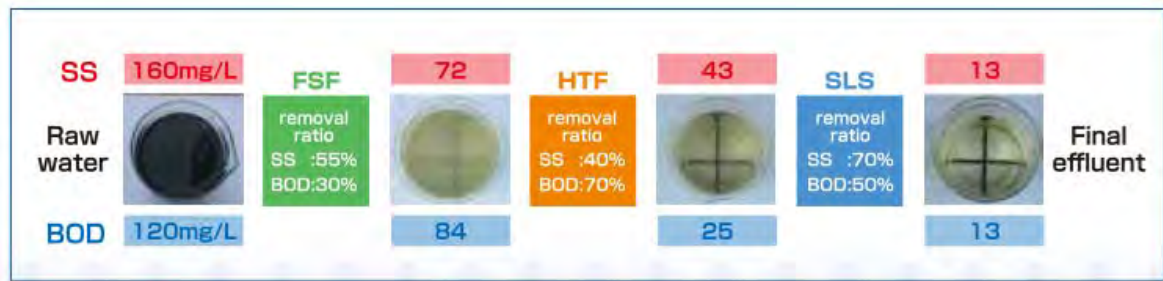 SS 160mg/L 72 43 13
FSF HTF SLS
Raw water
removal ratio
SS :55%
BOD:30%
removal ratio
SS :40%
BOD:70%
removal ratio
SS :70%
BOD:50%
Final effluent
BOD 120mg/L 84 25 13